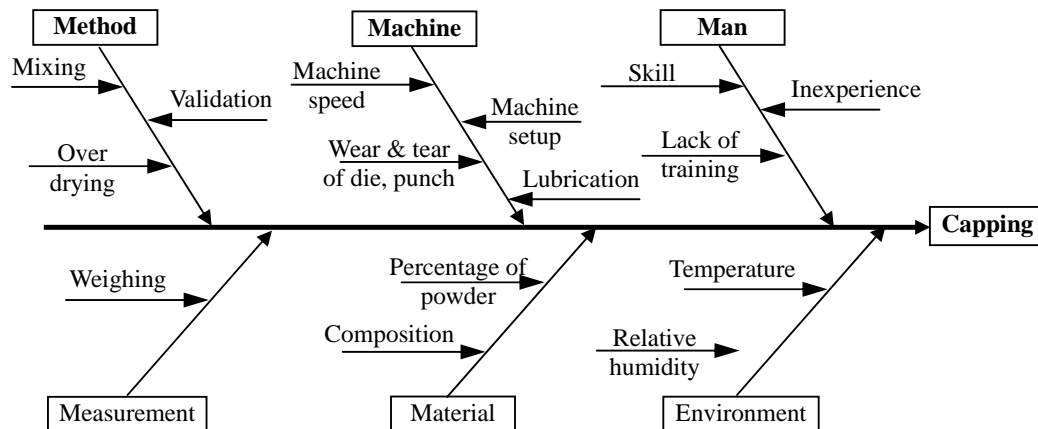 Method
Machine
Man
Mixing
Validation
Over
drying
Machine
speed
Machine
setup
Wear & tear
of die, punch
Lubrication
Skill
Inexperience
Lack of
training
Capping
Weighing
Percentage of
powder
Composition
Temperature
Relative
humidity
Measurement
Material
Environment